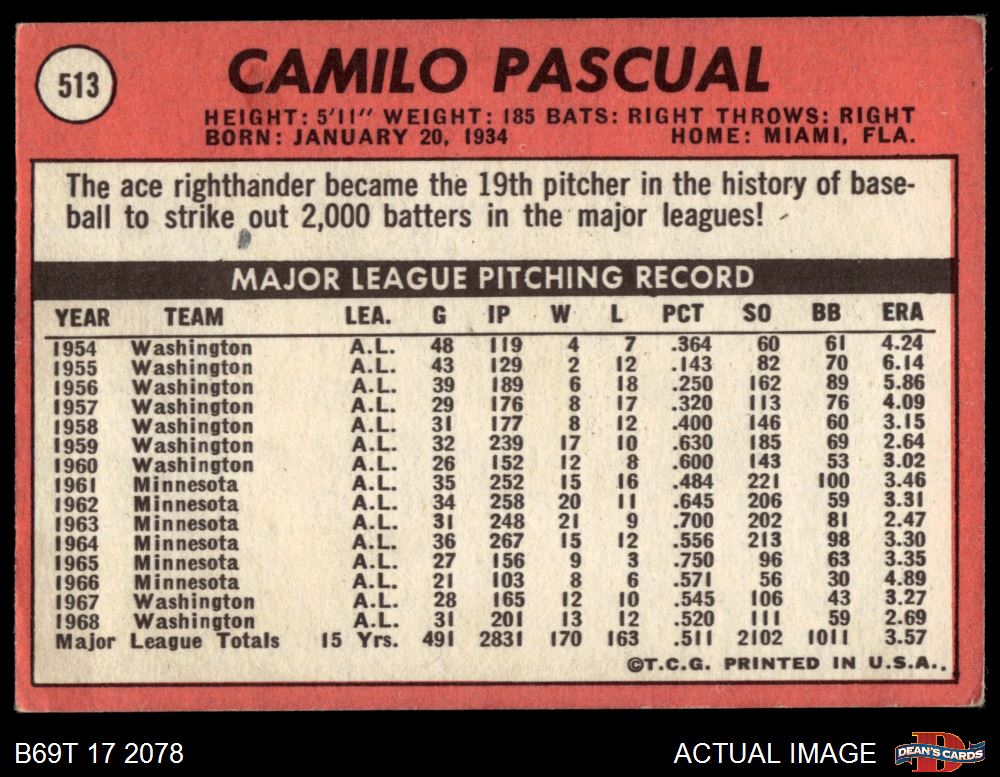 513
CAMILO PASCUAL
HEIGHT: 5'11" WEIGHT: 185 BATS: RIGHT THROWS: RIGHT
BORN: JANUARY 20, 1934 HOME: MIAMI, FLA.
The ace righthander became the 19th pitcher in the history of base-
ball to strike out 2,000 batters in the major leagues!
MAJOR LEAGUE PITCHING RECORD
YEAR TEAM LEA. G IP W L PCT SO BB ERA
1954 Washington A.L. 48 119 4 7 .364 60 61 4.24
1955 Washington A.L. 43 129 2 12 .143 82 70 6.14
1956 Washington A.L. 39 189 6 18 .250 162 89 5.86
1957 Washington A.L. 29 176 8 17 .320 113 76 4.09
1958 Washington A.L. 31 177 8 12 .400 146 60 3.15
1959 Washington A.L. 32 239 17 10 .630 185 69 2.64
1960 Washington A.L. 26 152 12 8 .600 143 53 3.02
1961 Minnesota A.L. 35 252 15 16 .484 221 100 3.46
1962 Minnesota A.L. 34 258 20 11 .645 206 59 3.31
1963 Minnesota A.L. 31 248 21 9 .700 202 81 2.47
1964 Minnesota A.L. 36 267 15 12 .556 213 98 3.30
1965 Minnesota A.L. 27 156 9 3 .750 96 63 3.35
1966 Minnesota A.L. 21 103 8 6 .571 56 30 4.89
1967 Washington A.L. 28 165 12 10 .545 106 43 3.27
1968 Washington A.L. 31 201 13 12 .520 111 59 2.69
Major League Totals 15 Yrs. 491 2831 170 163 .511 2102 1011 3.57
©T.C.G. PRINTED IN U.S.A.
B69T 17 2078 ACTUAL IMAGE DEAN'S CARDS